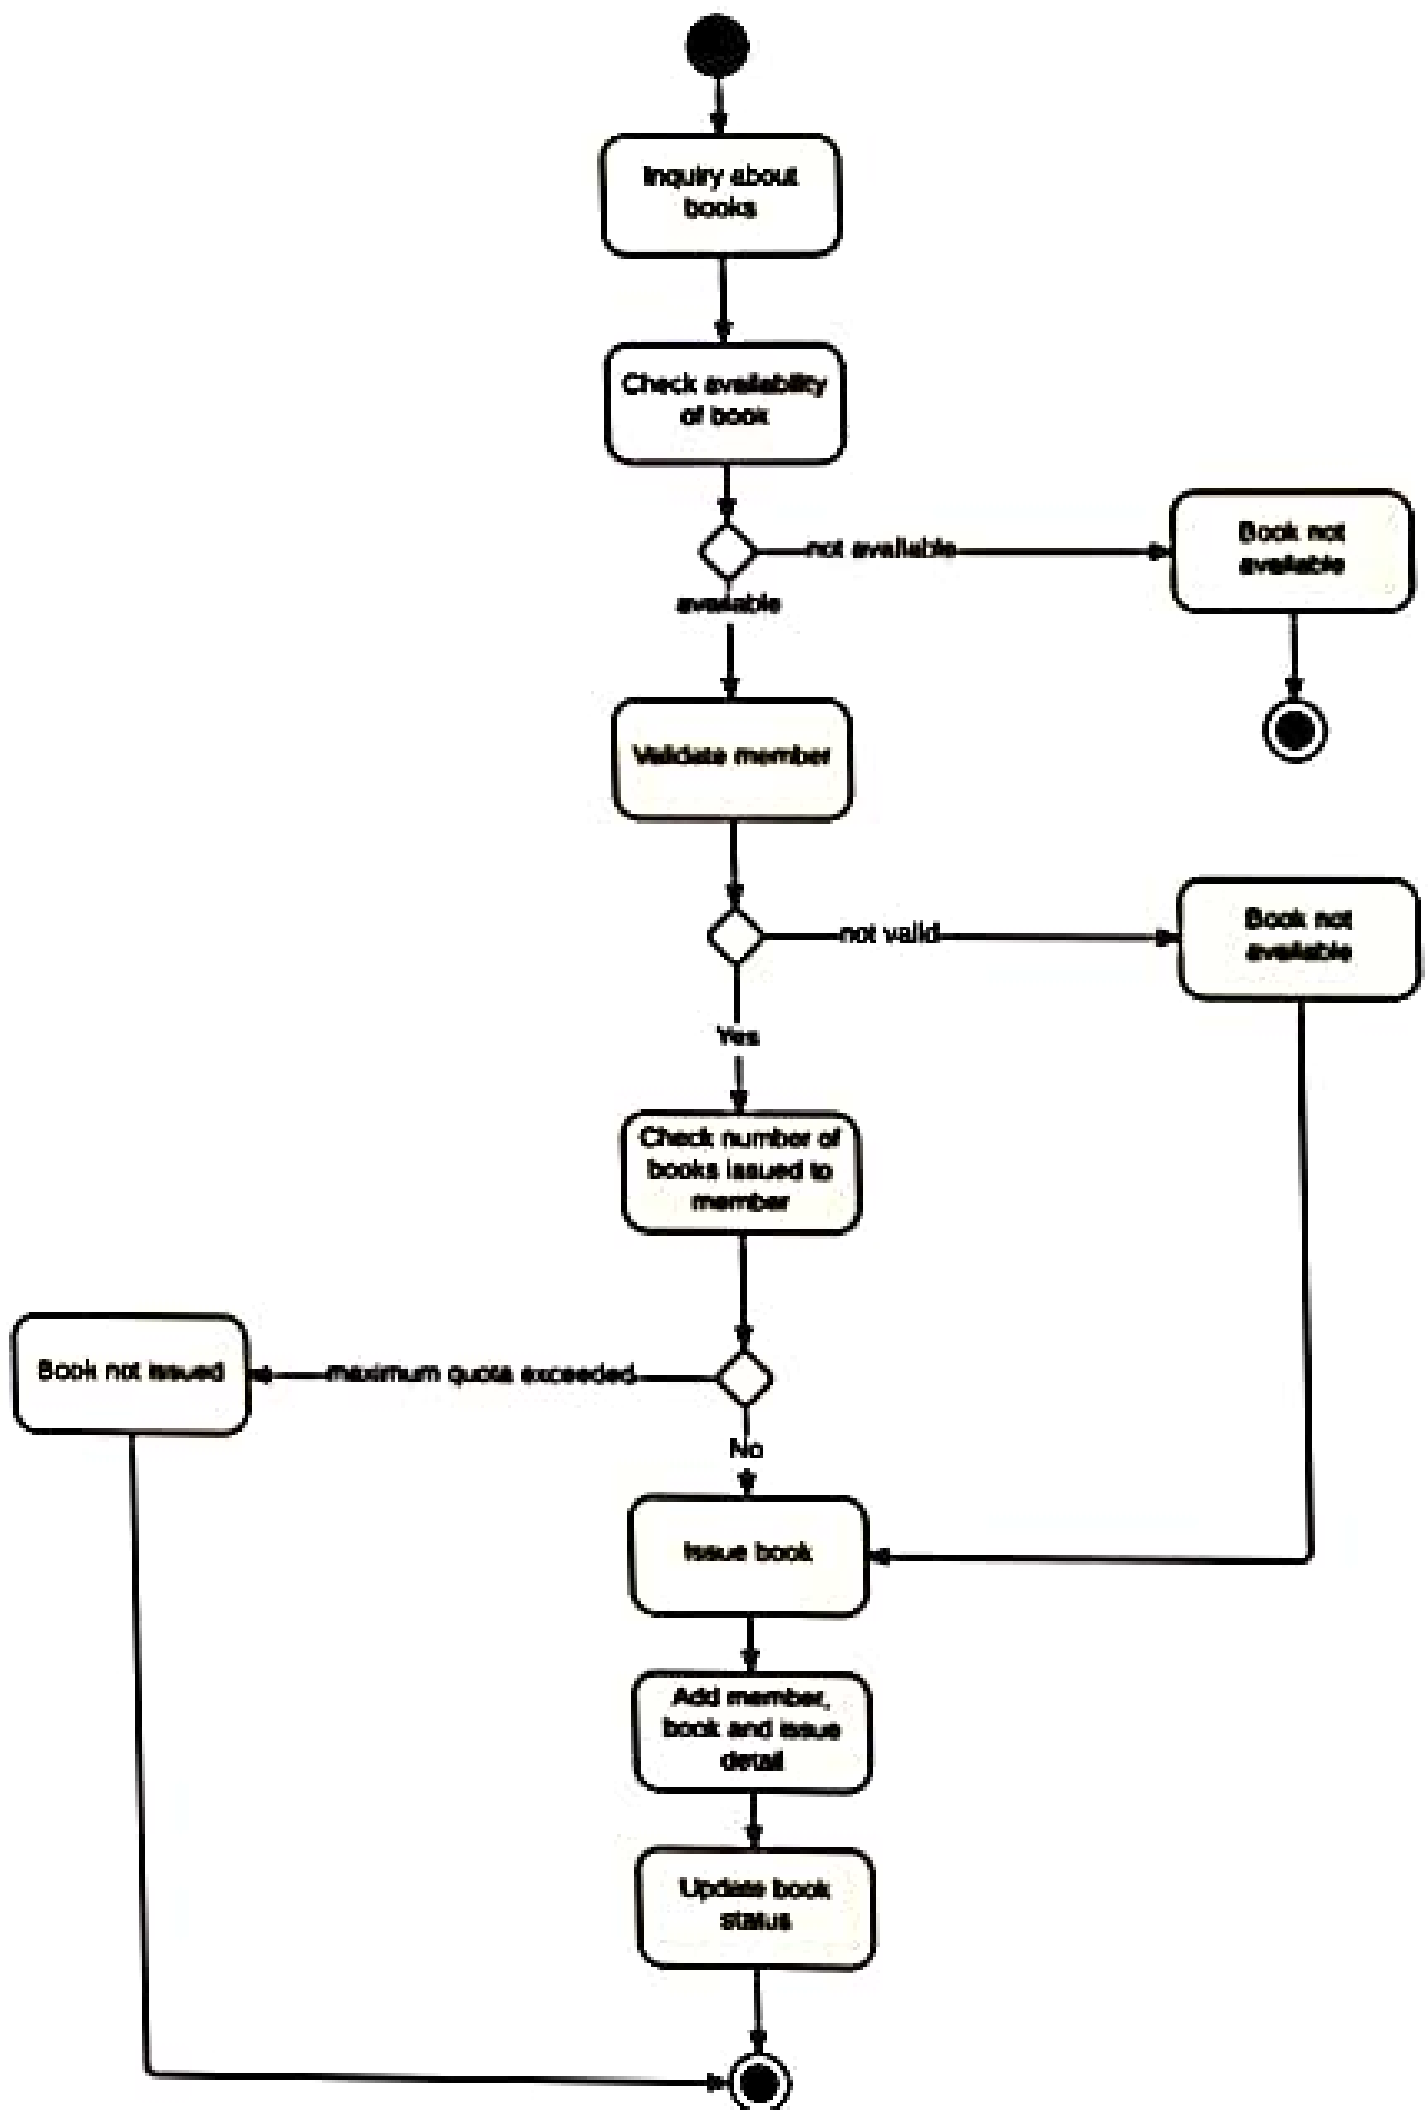 Inquiry about
books
Check availability
of book
not available
Book not
available
available
Validate member
not valid
Book not
available
Yes
Check number of
books issued to
member
Book not issued
maximum quota exceeded
No
Issue book
Add member,
book and issue
detail
Update book
status